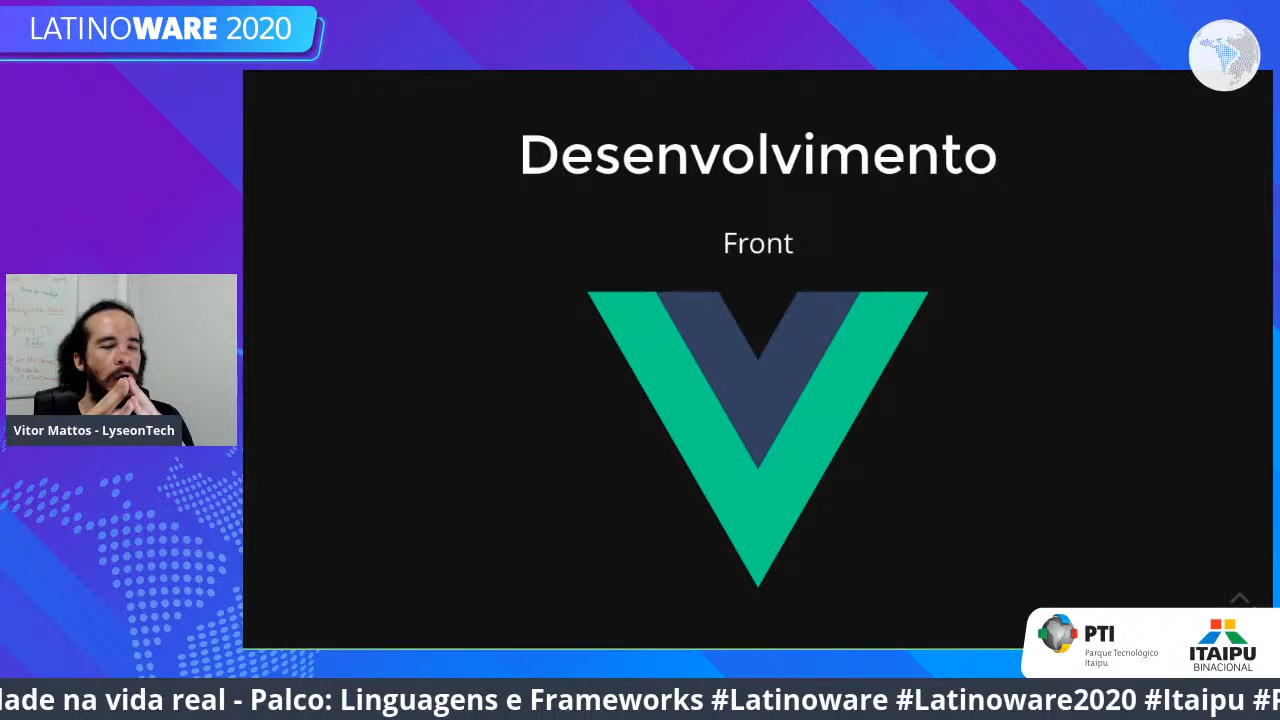 LATINOWARE 2020
Desenvolvimento
Front
Vitor Mattos - LyseonTech
PTI
Parque Tecnológico
Itaipu
ITAIPU
BINACIONAL
dade na vida real - Palco: Linguagens e Frameworks #Latinoware #Latinoware2020 #Itaipu #